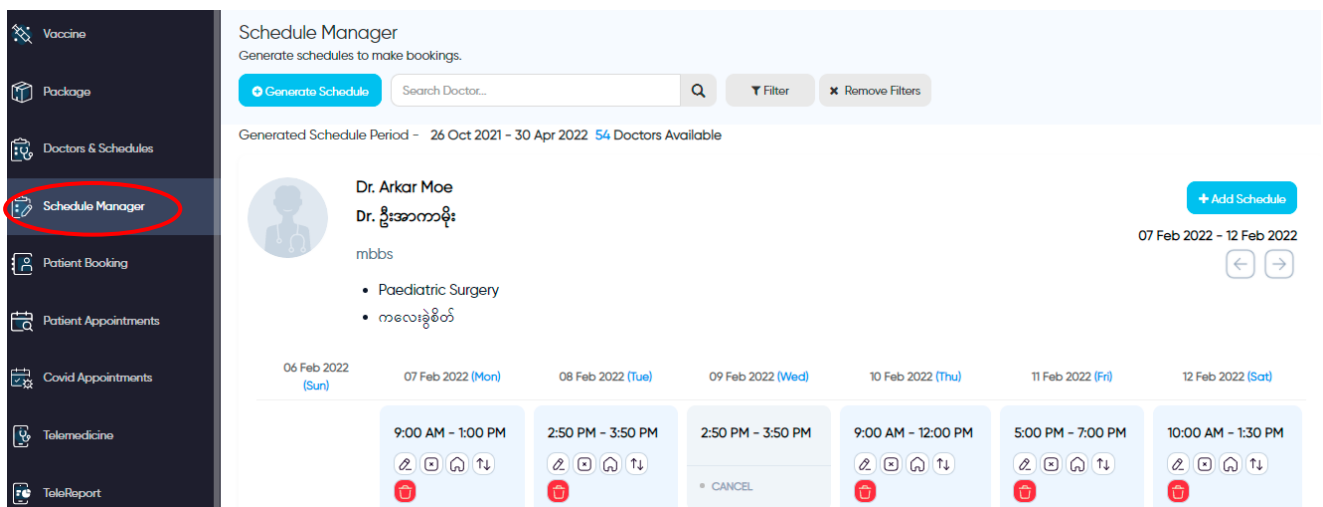 Vaccine
Package
Doctors & Schedules
Schedule Manager
Patient Booking
Patient Appointments
Covid Appointments
Telemedicine
TeleReport
Schedule Manager
Generate schedules to make bookings.
Generate Schedule Search Doctor... Filter Remove Filters
Generated Schedule Period - 26 Oct 2021 - 30 Apr 2022 54 Doctors Available
Dr. Arkar Moe
+ Add Schedule
Dr. ဦးအာကာမိုး
07 Feb 2022 - 12 Feb 2022
mbbs
• Paediatric Surgery
• ကလေးခွဲစိတ်
06 Feb 2022 (Sun) 07 Feb 2022 (Mon) 08 Feb 2022 (Tue) 09 Feb 2022 (Wed) 10 Feb 2022 (Thu) 11 Feb 2022 (Fri) 12 Feb 2022 (Sat)
9:00 AM - 1:00 PM 2:50 PM - 3:50 PM 2:50 PM - 3:50 PM 9:00 AM - 12:00 PM 5:00 PM - 7:00 PM 10:00 AM - 1:30 PM
CANCEL